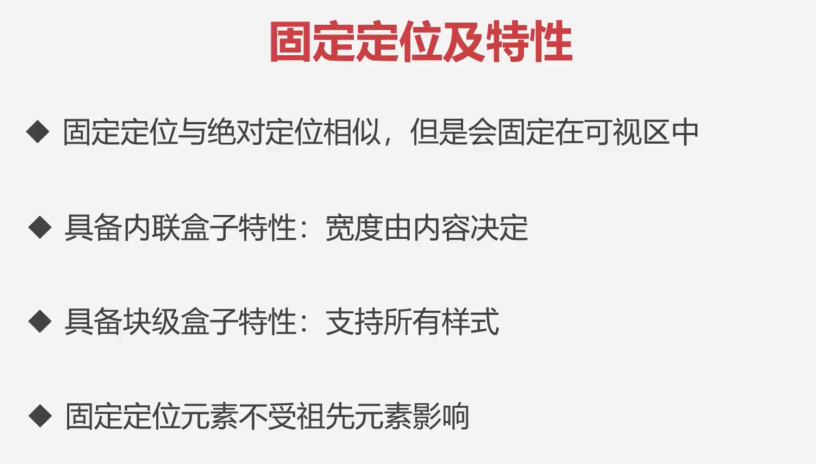 固定定位及特性
◆ 固定定位与绝对定位相似，但是会固定在可视区中
◆ 具备内联盒子特性：宽度由内容决定
◆ 具备块级盒子特性：支持所有样式
◆ 固定定位元素不受祖先元素影响